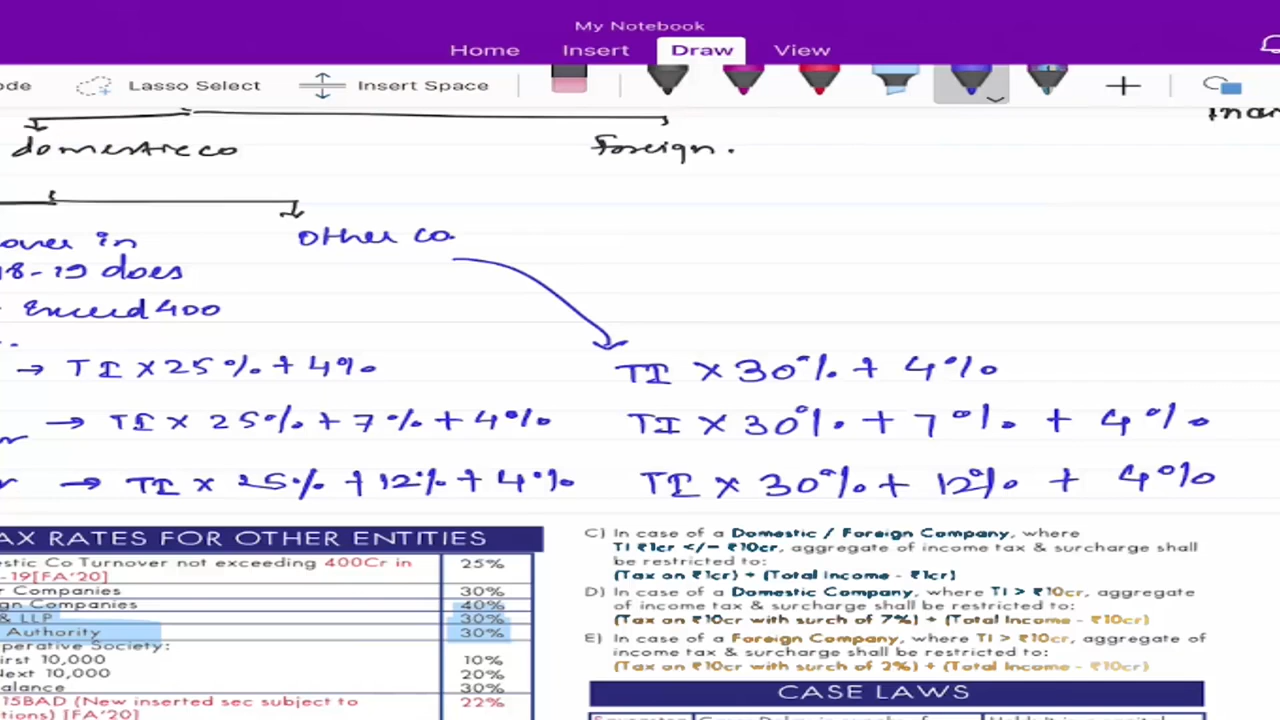 My Notebook
Home Insert Draw View
ode Lasso Select Insert Space
domestic co Foreign.
over in Other co.
18-19 does
Exceed 400
→ TI × 25% + 4% TI × 30% + 4%
→ TI × 25% + 7% + 4% TI × 30% + 7% + 4%
→ TI × 25% + 12% + 4% TI × 30% + 12% + 4%
AX RATES FOR OTHER ENTITIES
estic Co Turnover not exceeding 400Cr in 25%
-19[FA'20]
r Companies 30%
gn Companies 40%
& LLP 30%
Authority 30%
perative Society:
irst 10,000 10%
Next 10,000 20%
alance 30%
15BAD (New inserted sec subject to 22%
tions) [FA'20]
C) In case of a Domestic / Foreign Company, where
TI ₹1cr </= ₹10cr, aggregate of income tax & surcharge shall
be restricted to:
(Tax on ₹1cr) + (Total Income - ₹1cr)
D) In case of a Domestic Company, where TI > ₹10cr, aggregate
of income tax & surcharge shall be restricted to:
(Tax on ₹10cr with surch of 7%) + (Total Income - ₹10cr)
E) In case of a Foreign Company, where TI > ₹10cr, aggregate of
income tax & surcharge shall be restricted to:
(Tax on ₹10cr with surch of 2%) + (Total Income - ₹10cr)
CASE LAWS